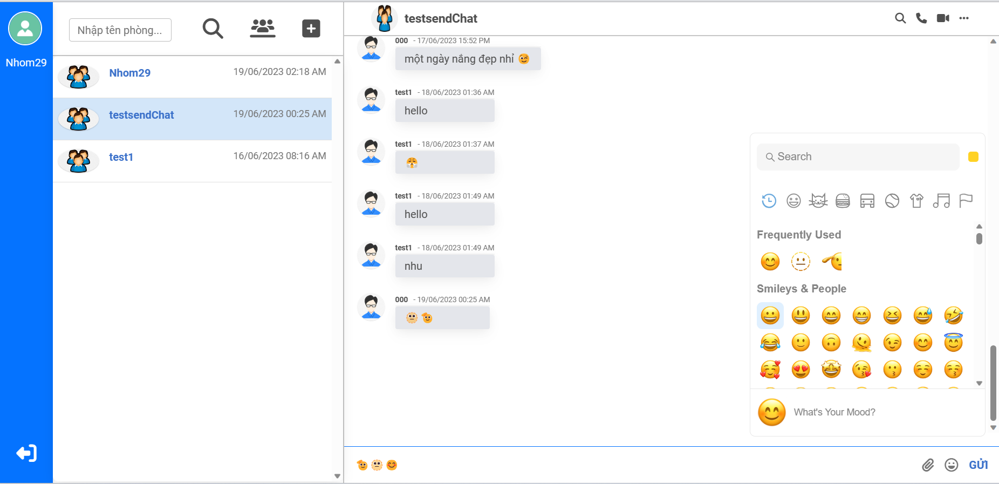 Nhom29
Nhập tên phòng...
Nhom29
19/06/2023 02:18 AM
testsendChat
19/06/2023 00:25 AM
test1
16/06/2023 08:16 AM
testsendChat
000 - 17/06/2023 15:52 PM
một ngày nắng đẹp nhỉ 😉
test1 - 18/06/2023 01:36 AM
hello
test1 - 18/06/2023 01:37 AM
test1 - 18/06/2023 01:49 AM
hello
test1 - 18/06/2023 01:49 AM
nhu
000 - 19/06/2023 00:25 AM
Search
Frequently Used
Smileys & People
What's Your Mood?
GỬI